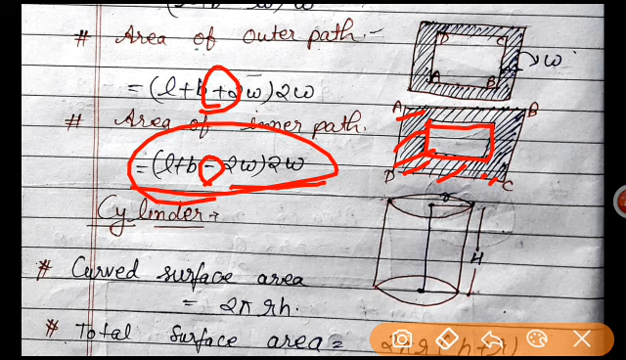 # Area of outer path :-
D C
A B
w
= (l+b+2w)2w
# Area of inner path.
A B
D C
= (l+b-2w)2w
Cylinder →
r
H
# Curved surface area
= 2πrh.
# Total surface area =